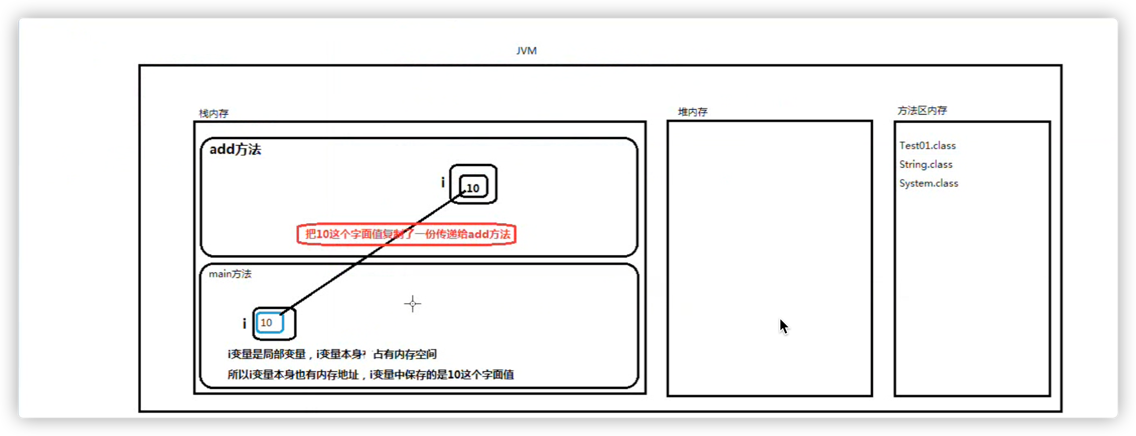 JVM
栈内存
堆内存
方法区内存
add方法
i
10
把10这个字面值复制了一份传递给add方法
Test01.class
String.class
System.class
main方法
i
10
i变量是局部变量，i变量本身 占有内存空间
所以i变量本身也有内存地址，i变量中保存的是10这个字面值